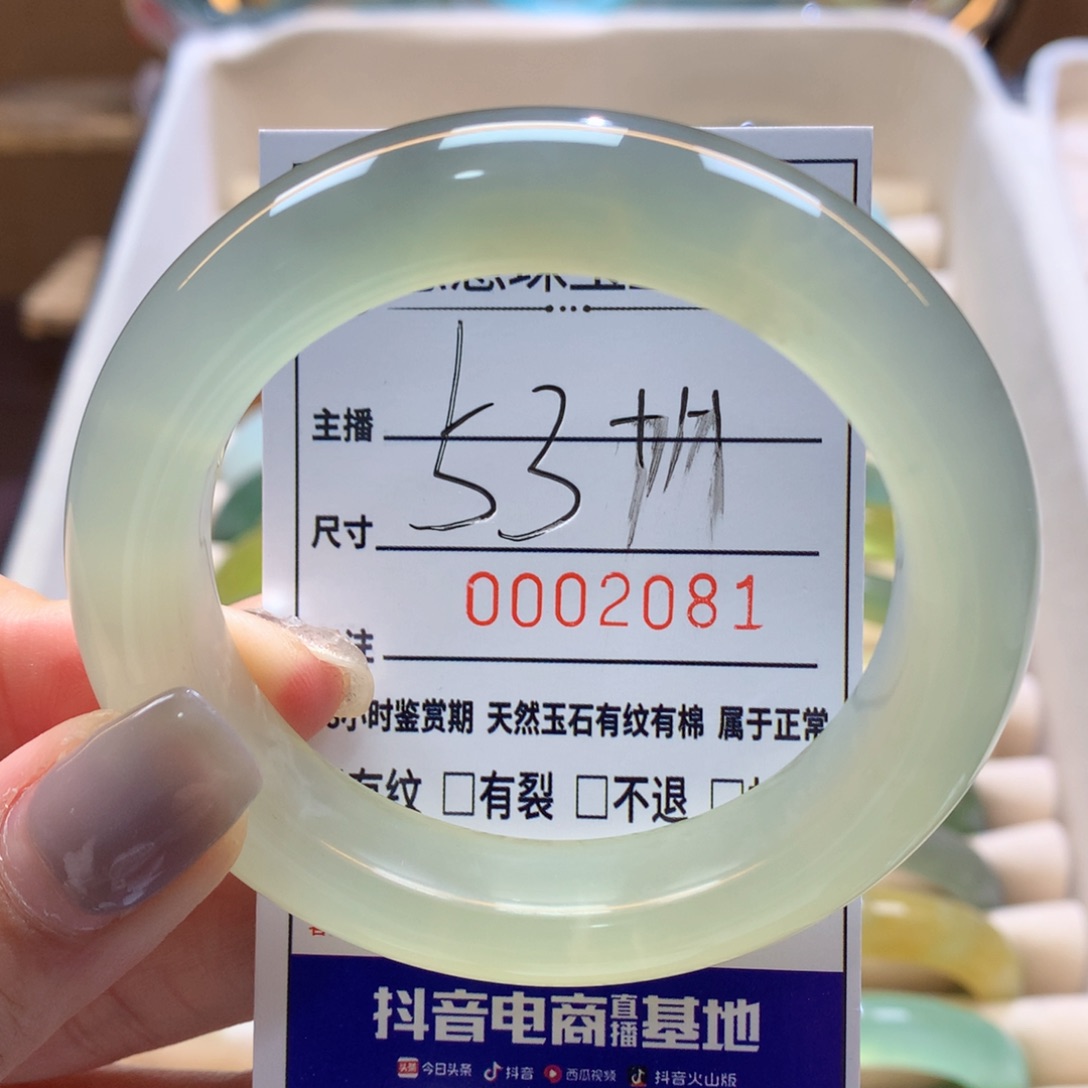 主播
53
尺寸
0002081
注
小时鉴赏期 天然玉石有纹有棉 属于正常
有纹 □有裂 □不退 □
抖音电商直播基地
头条 今日头条 抖音 西瓜视频 抖音火山版